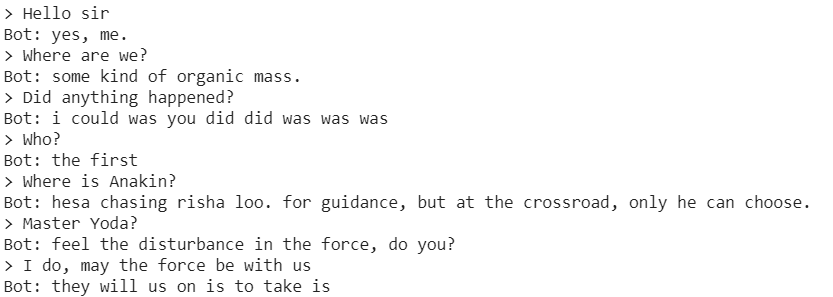 > Hello sir
Bot: yes, me.
> Where are we?
Bot: some kind of organic mass.
> Did anything happened?
Bot: i could was you did did was was was
> Who?
Bot: the first
> Where is Anakin?
Bot: hesa chasing risha loo. for guidance, but at the crossroad, only he can choose.
> Master Yoda?
Bot: feel the disturbance in the force, do you?
> I do, may the force be with us
Bot: they will us on is to take is